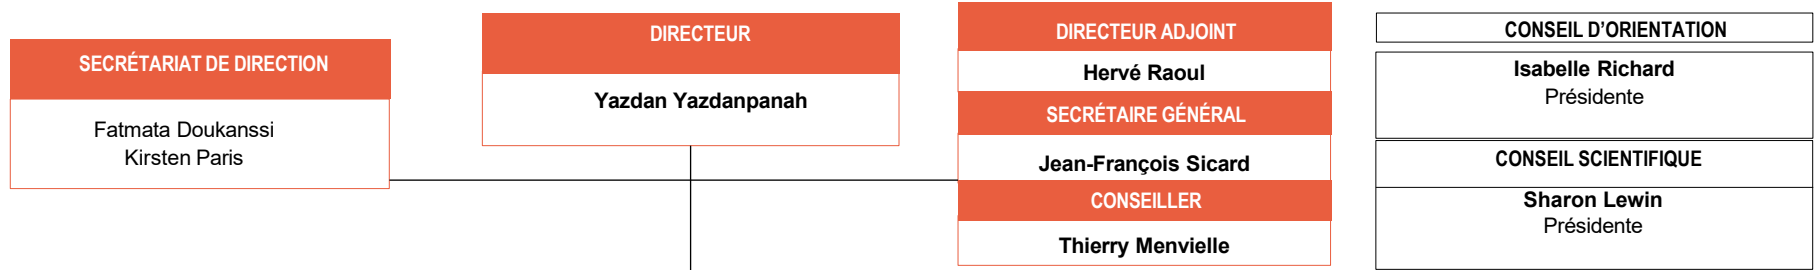 SECRÉTARIAT DE DIRECTION
Fatmata Doukanssi
Kirsten Paris
DIRECTEUR
Yazdan Yazdanpanah
DIRECTEUR ADJOINT
Hervé Raoul
SECRÉTAIRE GÉNÉRAL
Jean-François Sicard
CONSEILLER
Thierry Menvielle
CONSEIL D’ORIENTATION
Isabelle Richard
Présidente
CONSEIL SCIENTIFIQUE
Sharon Lewin
Présidente